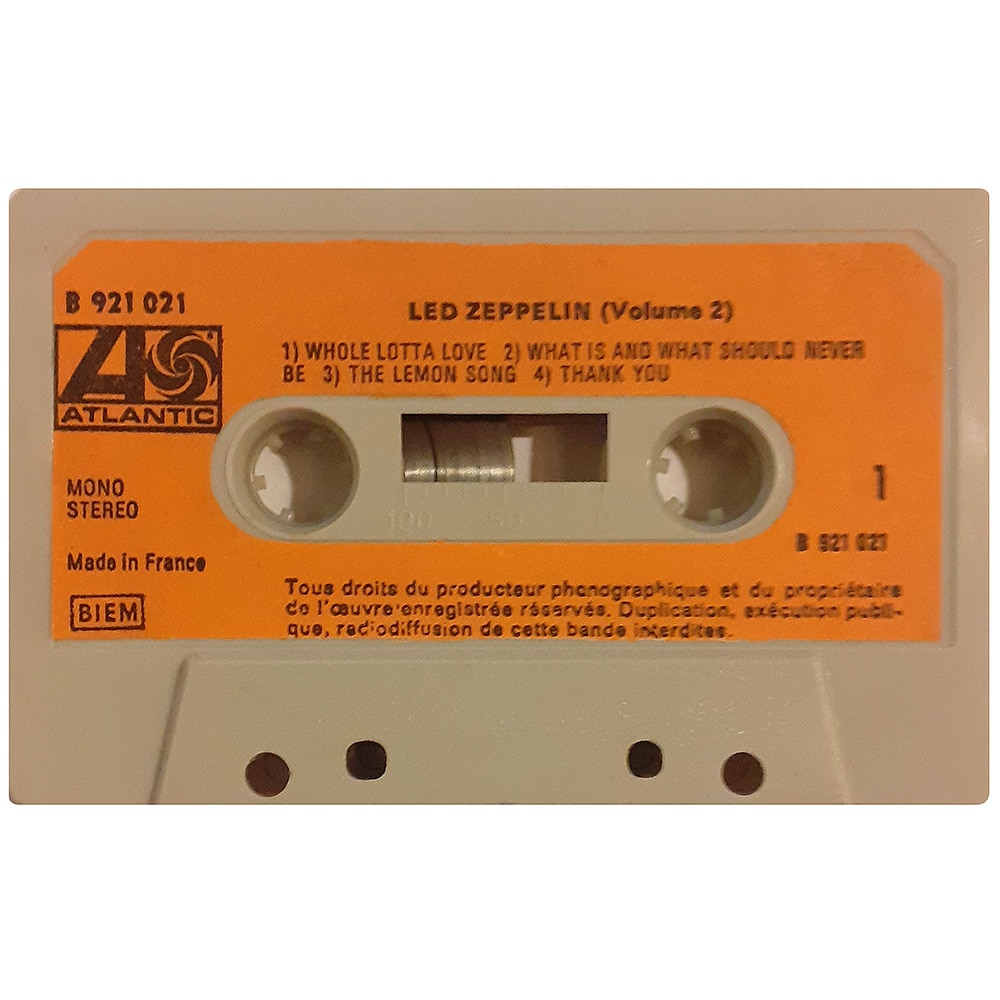 B 921 021
LED ZEPPELIN (Volume 2)
1) WHOLE LOTTA LOVE 2) WHAT IS AND WHAT SHOULD NEVER
BE 3) THE LEMON SONG 4) THANK YOU
ATLANTIC
MONO
STEREO
1
100 50 0
B 921 021
Made in France
BIEM
Tous droits du producteur phonographique et du propriétaire
de l'œuvre enregistrée réservés. Duplication, exécution publi-
que, radiodiffusion de cette bande interdites.